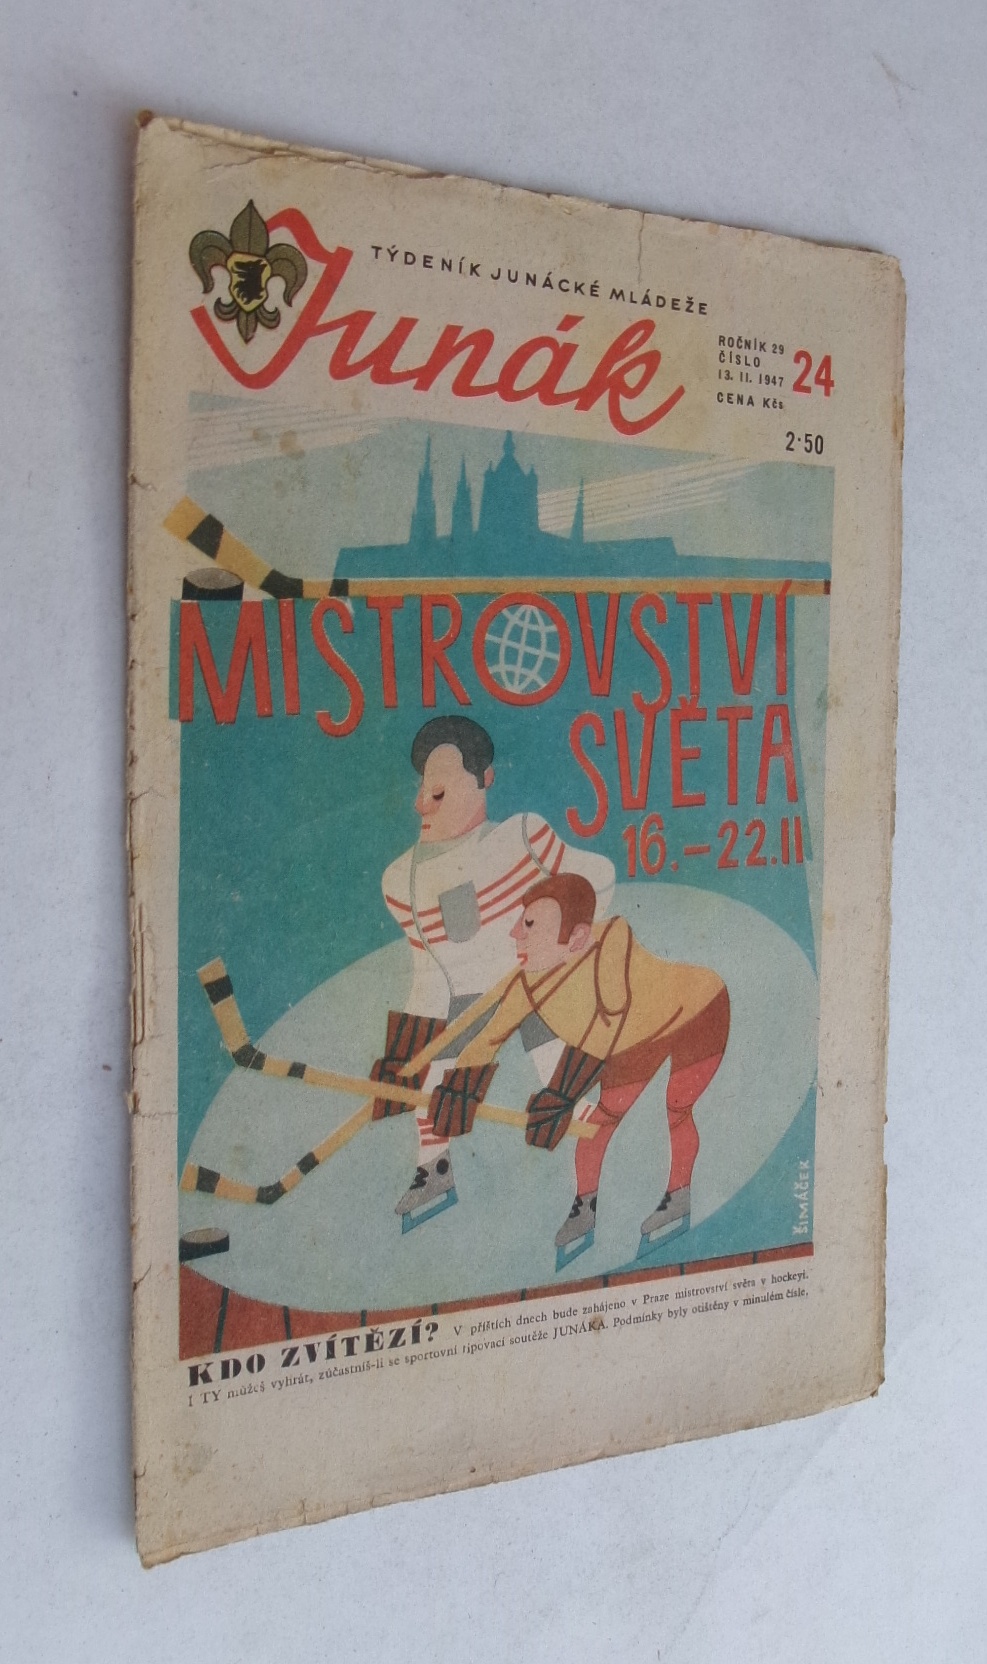 TÝDENÍK JUNÁCKÉ MLÁDEŽE
Junák
ROČNÍK 29
ČÍSLO
13. II. 1947
24
CENA Kčs
2·50
MISTROVSTVÍ
SVĚTA
16.–22.II
ŠIMÁČEK
KDO ZVÍTĚZÍ? V příštích dnech bude zahájeno v Praze mistrovství světa v hockeyi.
I TY můžeš vyhrát, zúčastníš-li se sportovní tipovací soutěže JUNÁKA. Podmínky byly otištěny v minulém čísle.